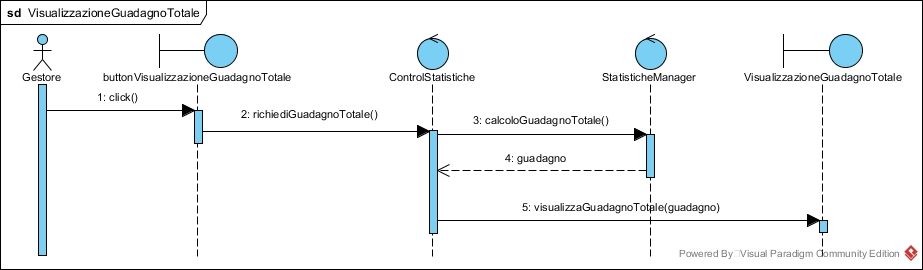 sd VisualizzazioneGuadagnoTotale
Gestore
buttonVisualizzazioneGuadagnoTotale
ControlStatistiche
StatisticheManager
VisualizzazioneGuadagnoTotale
1: click()
2: richiediGuadagnoTotale()
3: calcoloGuadagnoTotale()
4: guadagno
5: visualizzaGuadagnoTotale(guadagno)
Powered By Visual Paradigm Community Edition